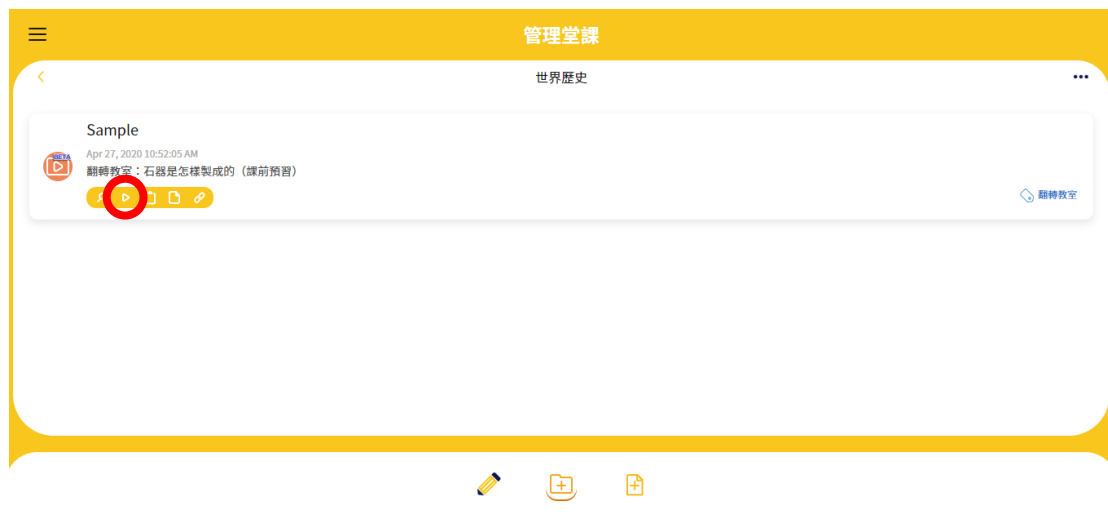 管理堂課
世界歷史
Sample
Apr 27, 2020 10:52:05 AM
BETA
翻轉教室：石器是怎樣製成的（課前預習）
翻轉教室